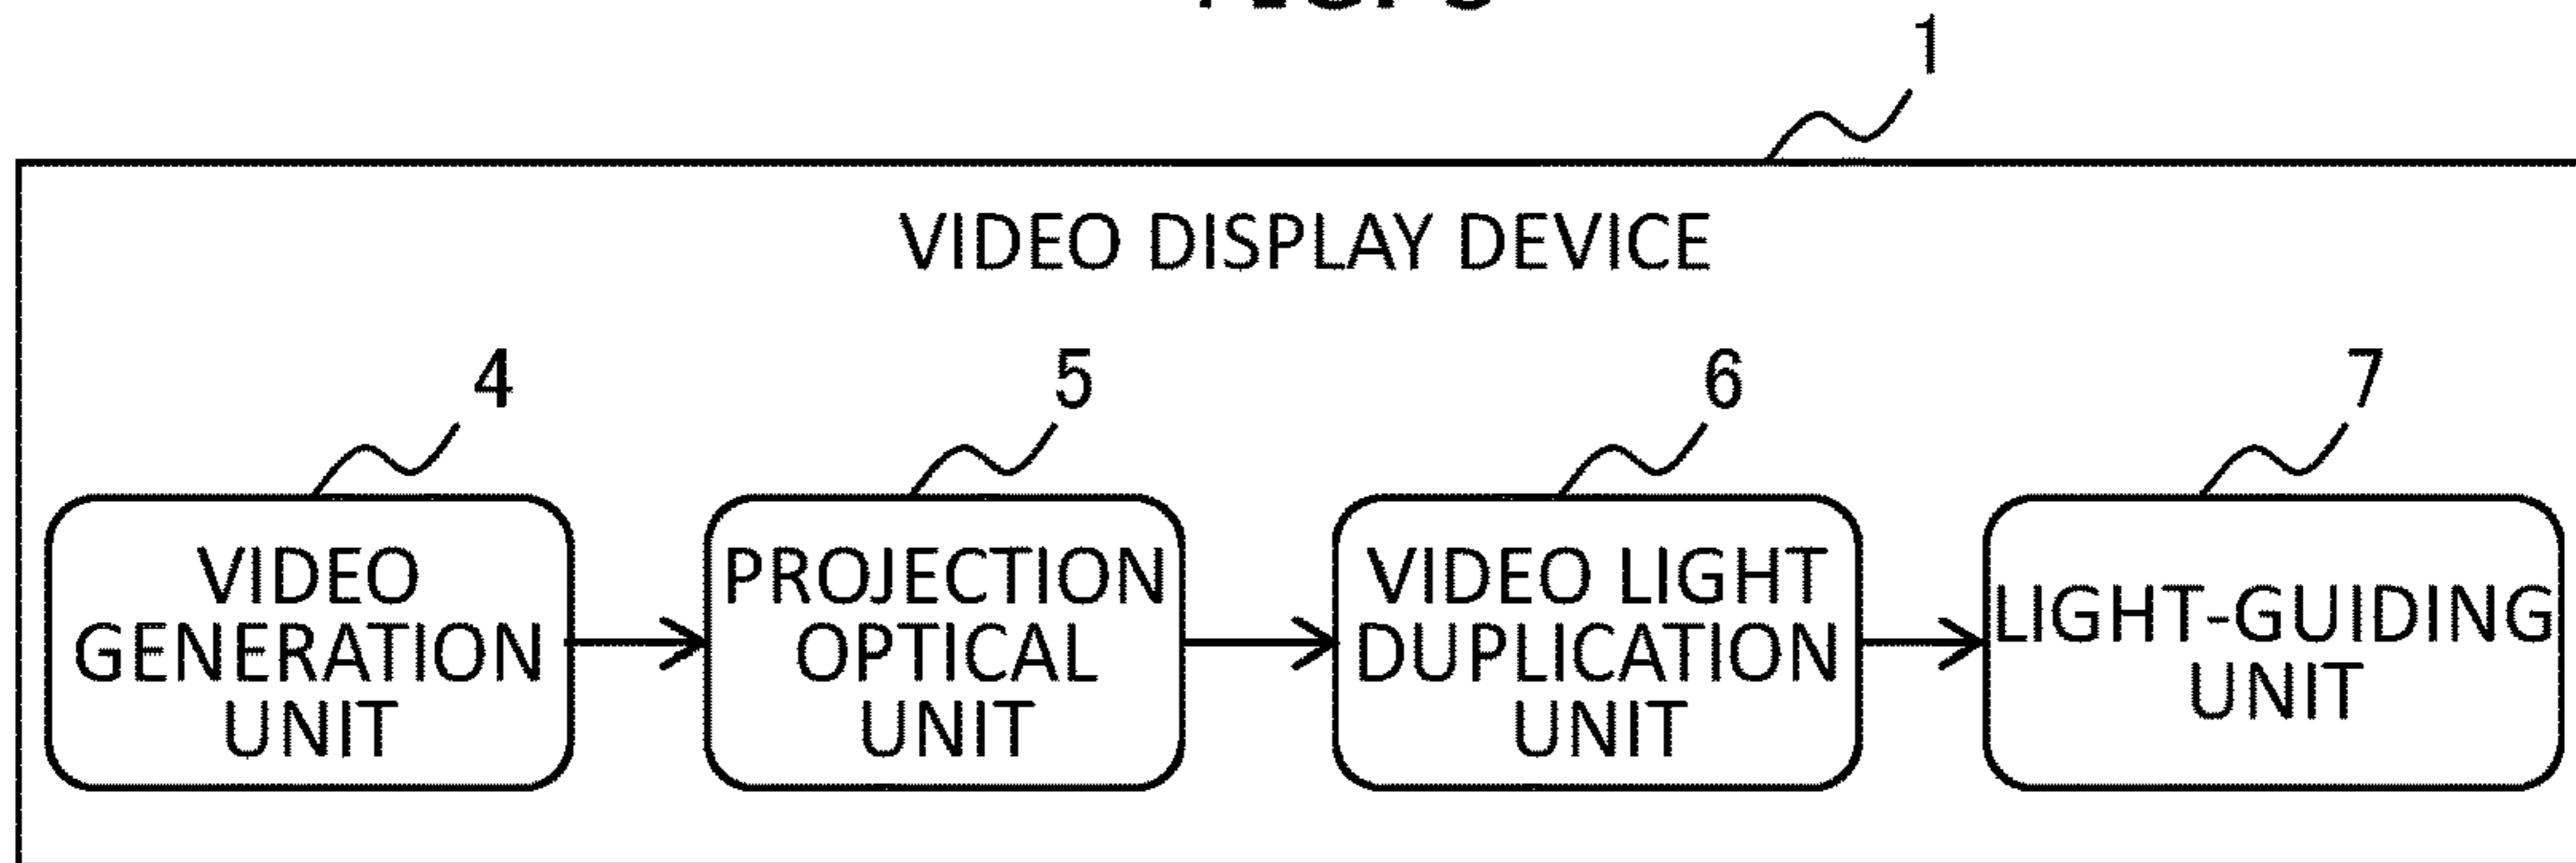 1
VIDEO DISPLAY DEVICE
4
5
6
7
VIDEO
GENERATION
UNIT
PROJECTION
OPTICAL
UNIT
VIDEO LIGHT
DUPLICATION
UNIT
LIGHT-GUIDING
UNIT